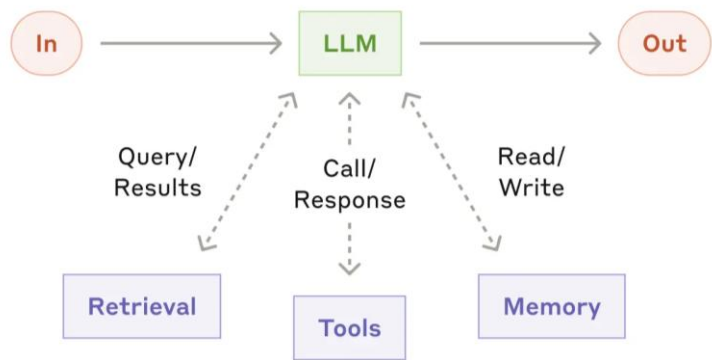 In
LLM
Out
Query/
Results
Call/
Response
Read/
Write
Retrieval
Tools
Memory